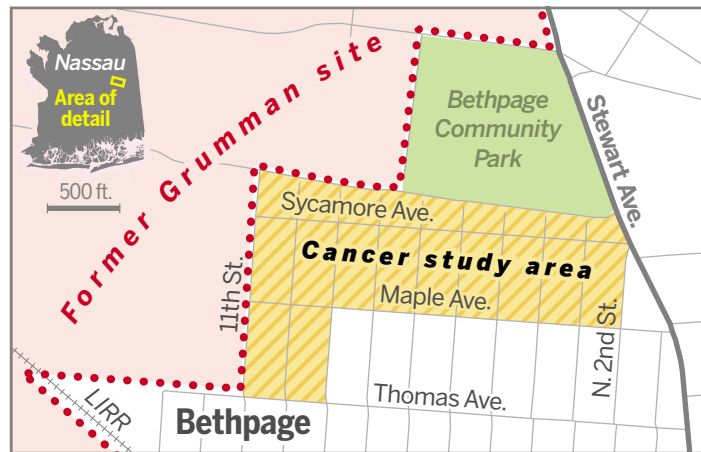 Nassau
Area of
detail
500 ft.
Former Grumman site
Bethpage
Community
Park
Stewart Ave.
Sycamore Ave.
Cancer study area
Maple Ave.
11th St.
N. 2nd St.
Thomas Ave.
LIRR
Bethpage